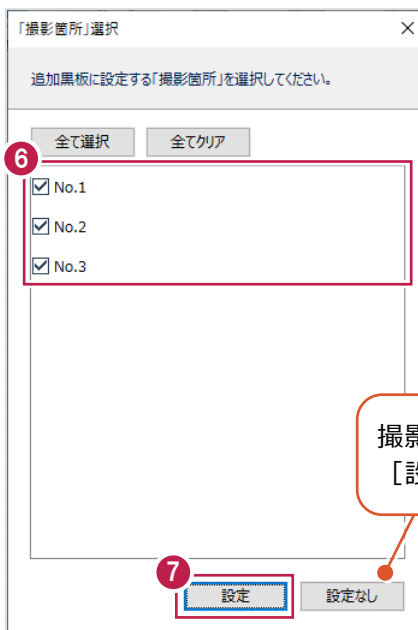 「撮影箇所」選択
追加黒板に設定する「撮影箇所」を選択してください。
全て選択 全てクリア
6
No.1
No.2
No.3
撮影
[設
7
設定 設定なし